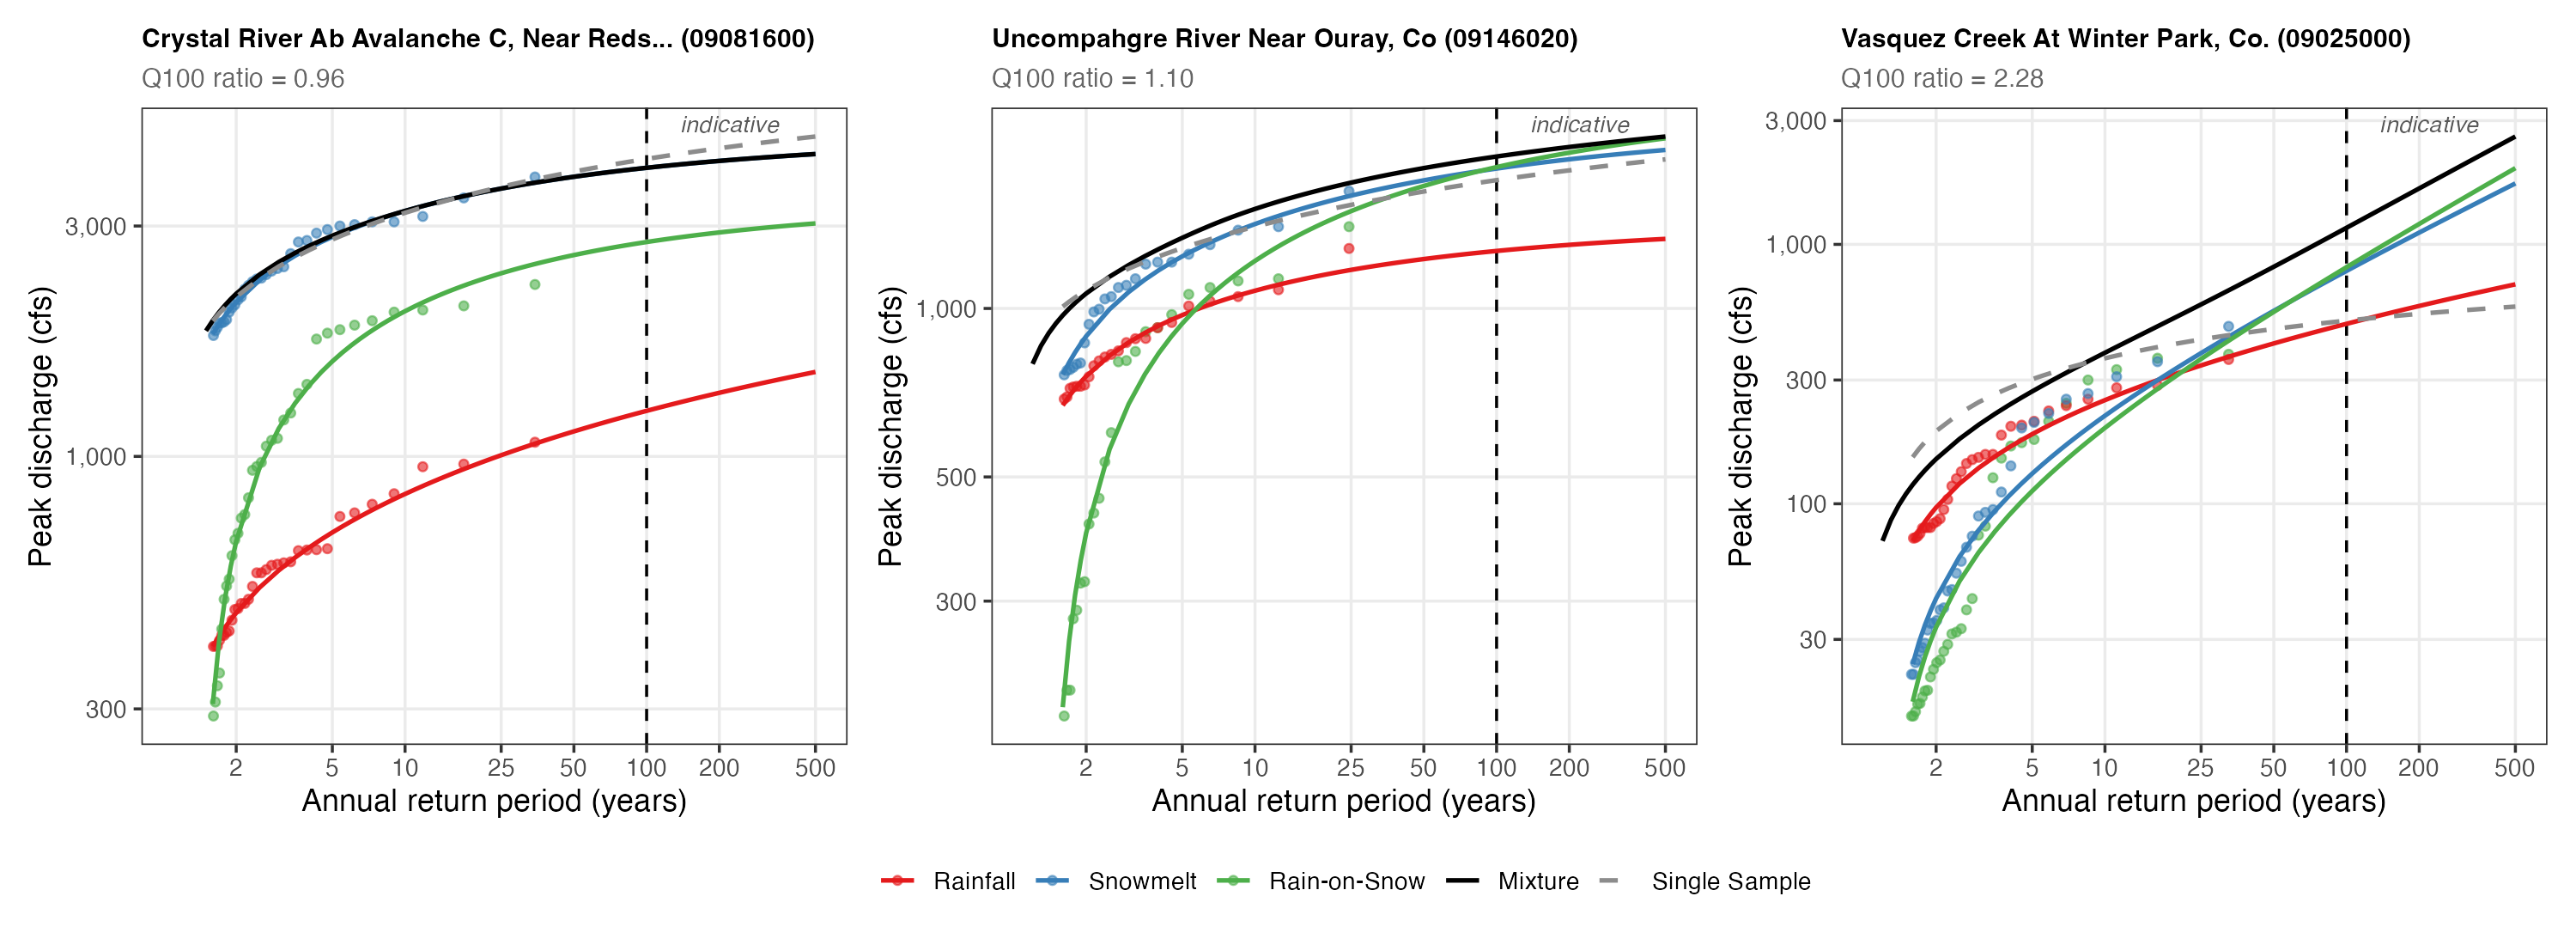 Crystal River Ab Avalanche C, Near Reds... (09081600)
Q100 ratio = 0.96
indicative
3,000
1,000
300
2 5 10 25 50 100 200 500
Peak discharge (cfs)
Annual return period (years)
Uncompahgre River Near Ouray, Co (09146020)
Q100 ratio = 1.10
indicative
1,000
500
300
2 5 10 25 50 100 200 500
Peak discharge (cfs)
Annual return period (years)
Vasquez Creek At Winter Park, Co. (09025000)
Q100 ratio = 2.28
indicative
3,000
1,000
300
100
30
2 5 10 25 50 100 200 500
Peak discharge (cfs)
Annual return period (years)
Rainfall Snowmelt Rain-on-Snow Mixture Single Sample